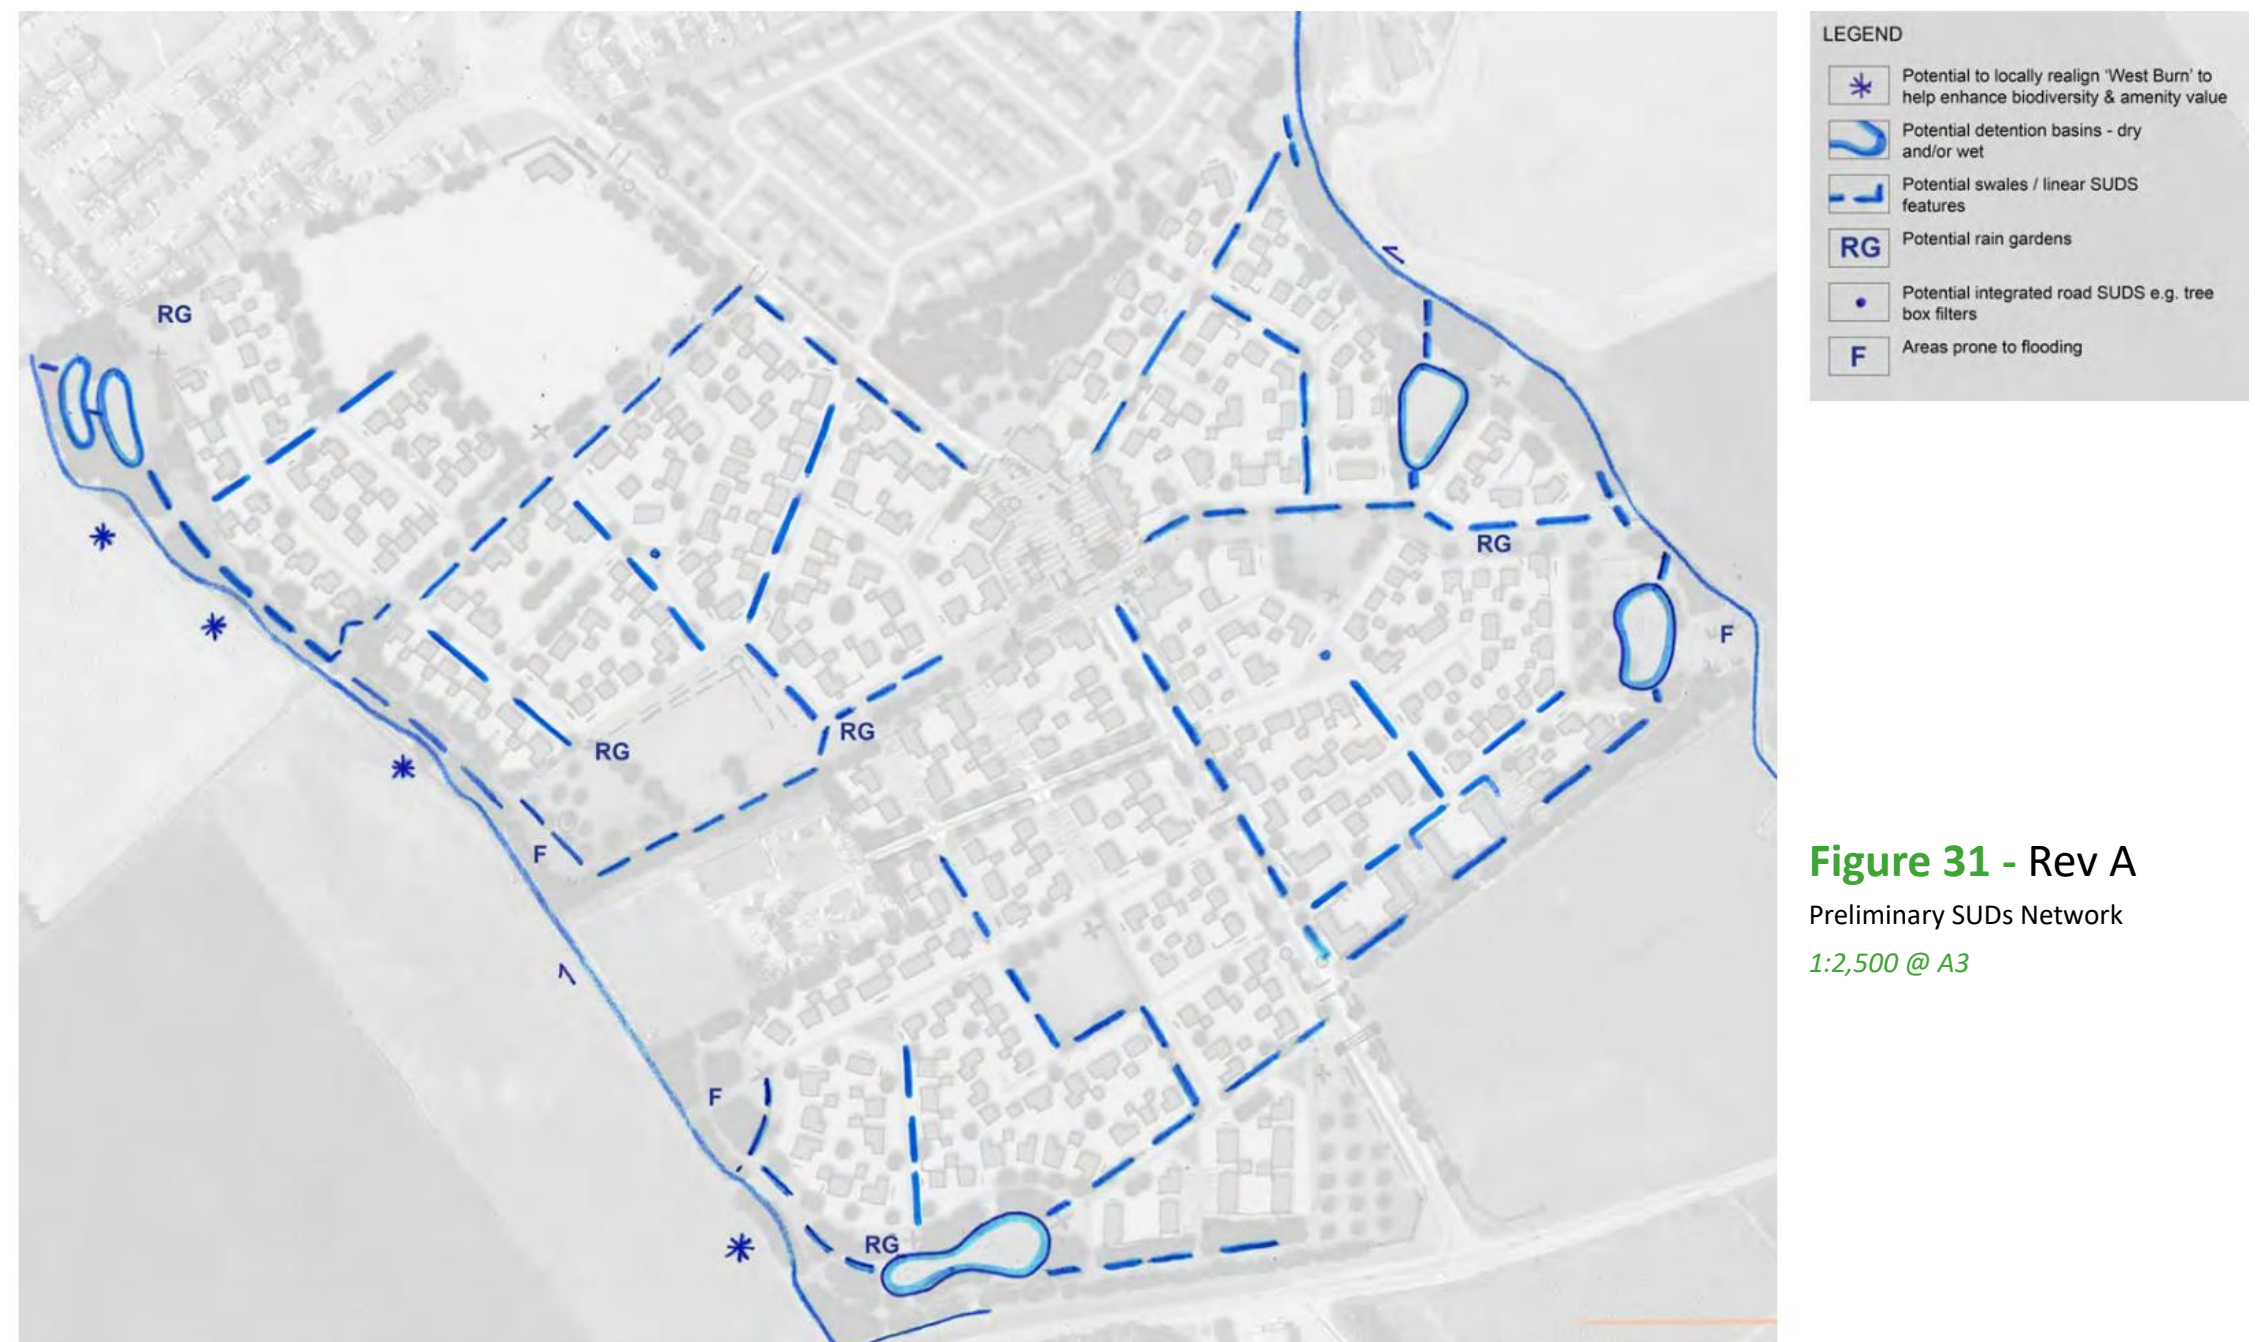 LEGEND
Potential to locally realign 'West Burn' to
help enhance biodiversity & amenity value
Potential detention basins - dry
and/or wet
Potential swales / linear SUDS
features
RG
Potential rain gardens
Potential integrated road SUDS e.g. tree
box filters
F
Areas prone to flooding
RG
RG
F
RG
RG
F
F
RG
Figure 31 - Rev A
Preliminary SUDs Network
1:2,500 @ A3